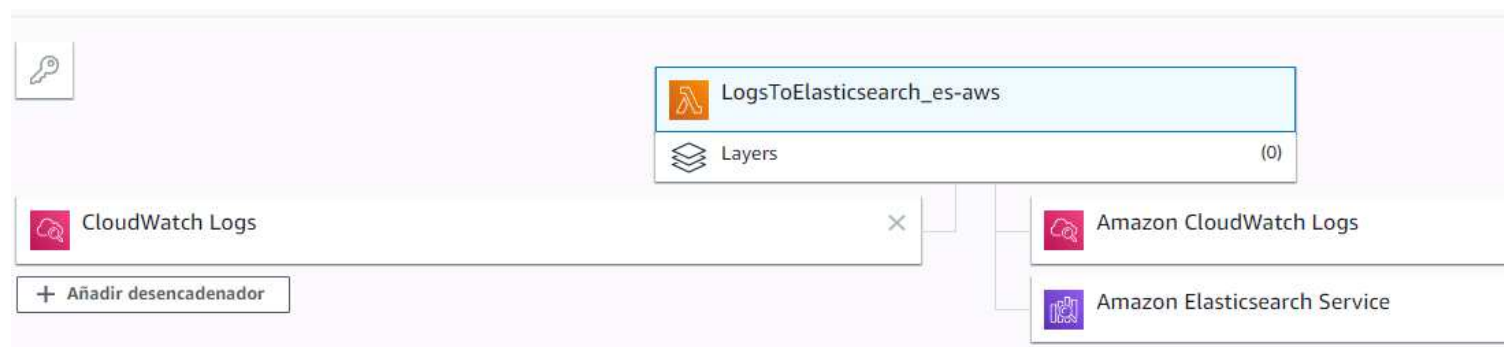 LogsToElasticsearch_es-aws
Layers (0)
CloudWatch Logs
Amazon CloudWatch Logs
+ Añadir desencadenador
Amazon Elasticsearch Service